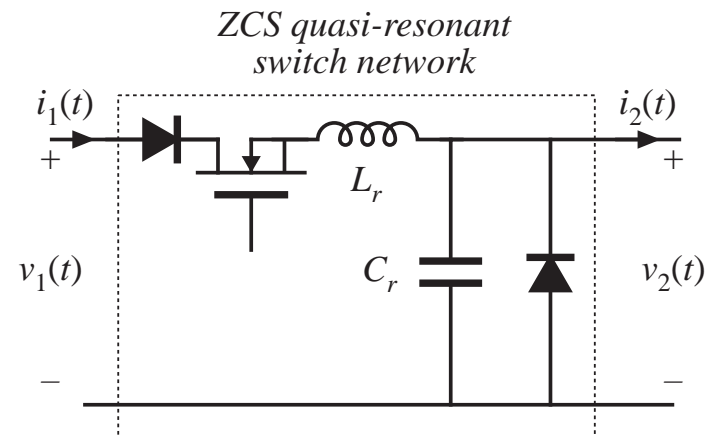 ZCS quasi-resonant
switch network
i₁(t)
i₂(t)
+
+
Lᵣ
v₁(t)
Cᵣ
v₂(t)
–
–